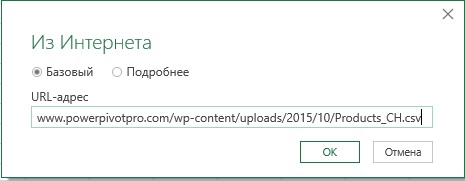 Из Интернета
Базовый Подробнее
URL-адрес
www.powerpivotpro.com/wp-content/uploads/2015/10/Products_CH.csv
ОК Отмена